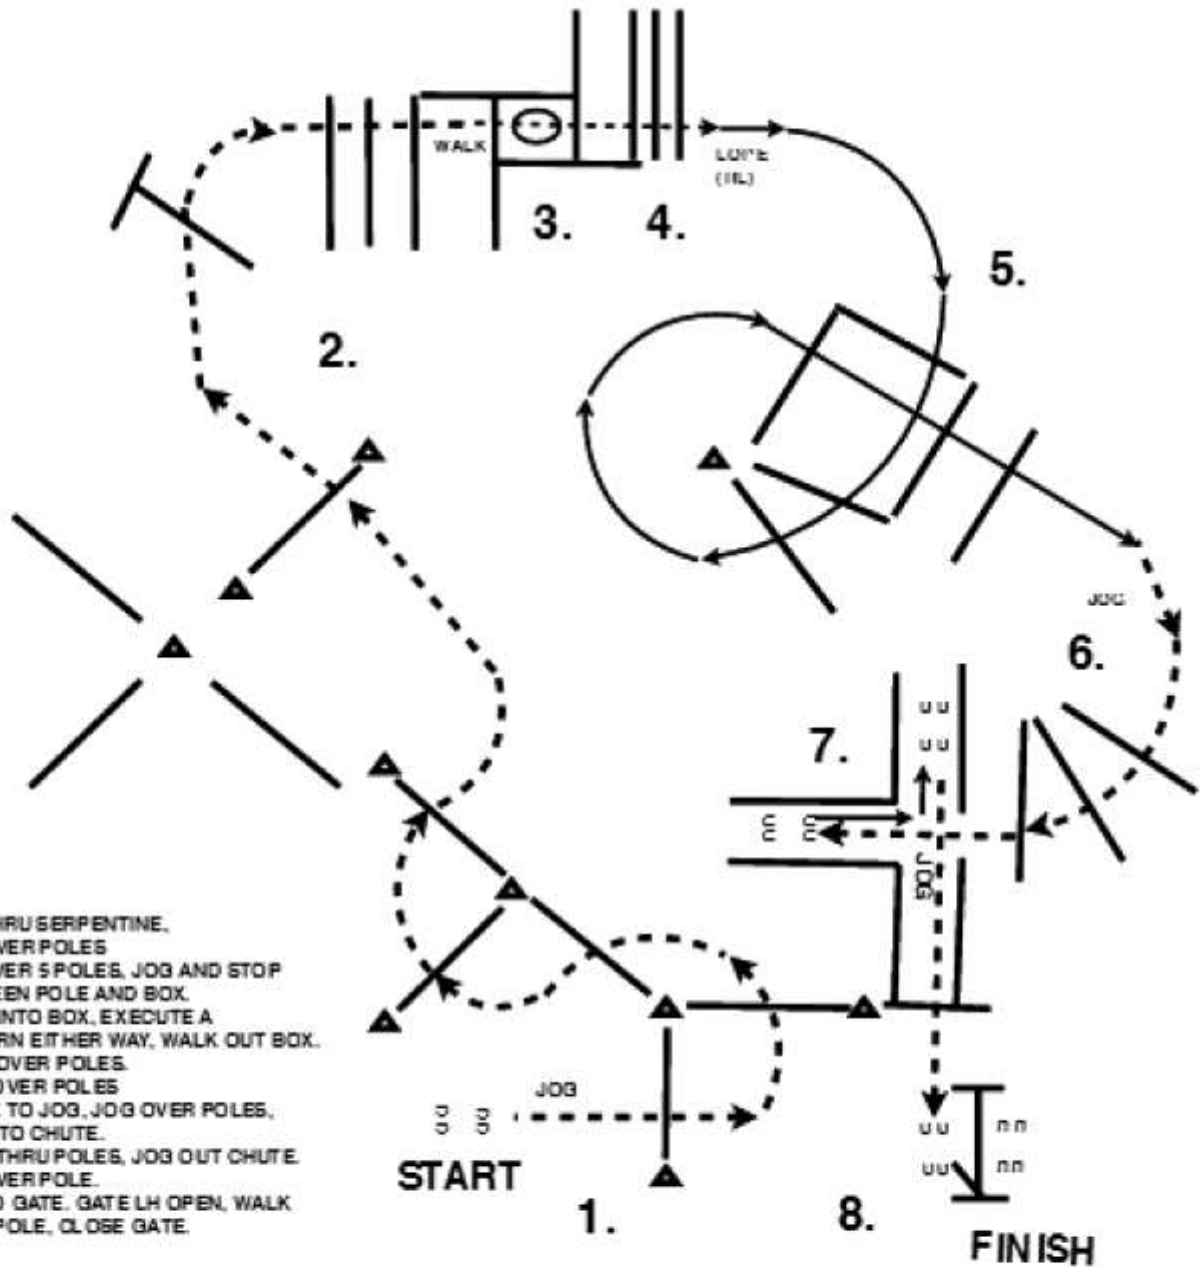 WALK
LOPE
3.
4.
5.
2.
JOG
6.
7.
JOG
HRU SERPENTINE,
VER POLES
VER 5 POLES, JOG AND STOP
EEN POLE AND BOX.
INTO BOX, EXECUTE A
RN EITHER WAY, WALK OUT BOX.
OVER POLES.
OVER POLES
TO JOG, JOG OVER POLES,
TO CHUTE.
THRU POLES, JOG OUT CHUTE.
VER POLE.
GATE. GATE LH OPEN, WALK
POLE, CLOSE GATE.
JOG
START
1.
8.
FINISH